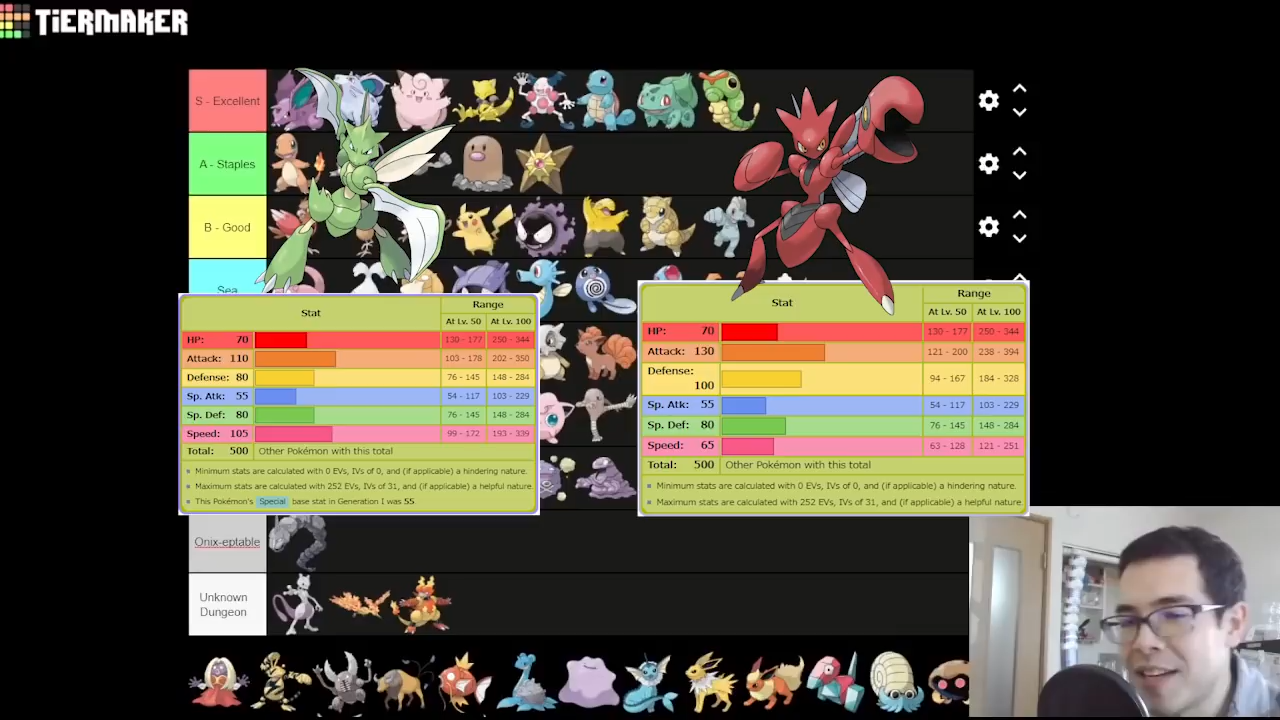 TIERMAKER
S - Excellent
A - Staples
B - Good
Sea
Stat
Range
At Lv. 50 At Lv. 100
HP: 70 130 - 177 250 - 344
Attack: 110 103 - 178 202 - 350
Defense: 80 76 - 145 148 - 284
Sp. Atk: 55 54 - 117 103 - 229
Sp. Def: 80 76 - 145 148 - 284
Speed: 105 99 - 172 193 - 339
Total: 500 Other Pokémon with this total
Minimum stats are calculated with 0 EVs, IVs of 0, and (if applicable) a hindering nature.
Maximum stats are calculated with 252 EVs, IVs of 31, and (if applicable) a helpful nature.
This Pokémon's Special base stat in Generation I was 55
Stat
Range
At Lv. 50 At Lv. 100
HP: 70 130 - 177 250 - 344
Attack: 130 121 - 200 238 - 394
Defense:
100 94 - 167 184 - 328
Sp. Atk: 55 54 - 117 103 - 229
Sp. Def: 80 76 - 145 148 - 284
Speed: 65 63 - 128 121 - 251
Total: 500 Other Pokémon with this total
Minimum stats are calculated with 0 EVs, IVs of 0, and (if applicable) a hindering nature.
Maximum stats are calculated with 252 EVs, IVs of 31, and (if applicable) a helpful nature.
Onix-eptable
Unknown
Dungeon